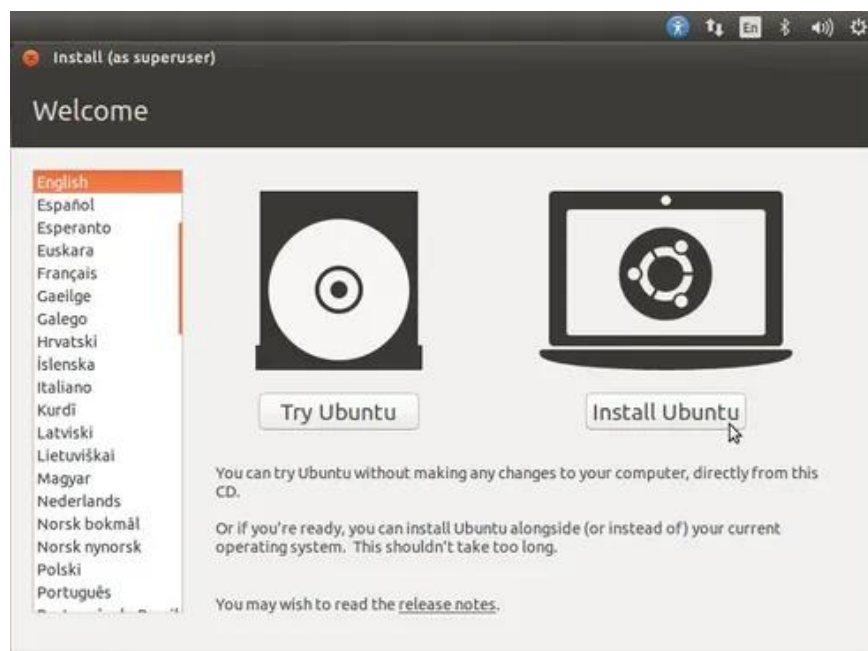 En
Install (as superuser)
Welcome
English
Español
Esperanto
Euskara
Français
Gaeilge
Galego
Hrvatski
Íslenska
Italiano
Kurdî
Latviski
Lietuviškai
Magyar
Nederlands
Norsk bokmål
Norsk nynorsk
Polski
Português
Try Ubuntu
Install Ubuntu
You can try Ubuntu without making any changes to your computer, directly from this
CD.
Or if you're ready, you can install Ubuntu alongside (or instead of) your current
operating system. This shouldn't take too long.
You may wish to read the release notes.